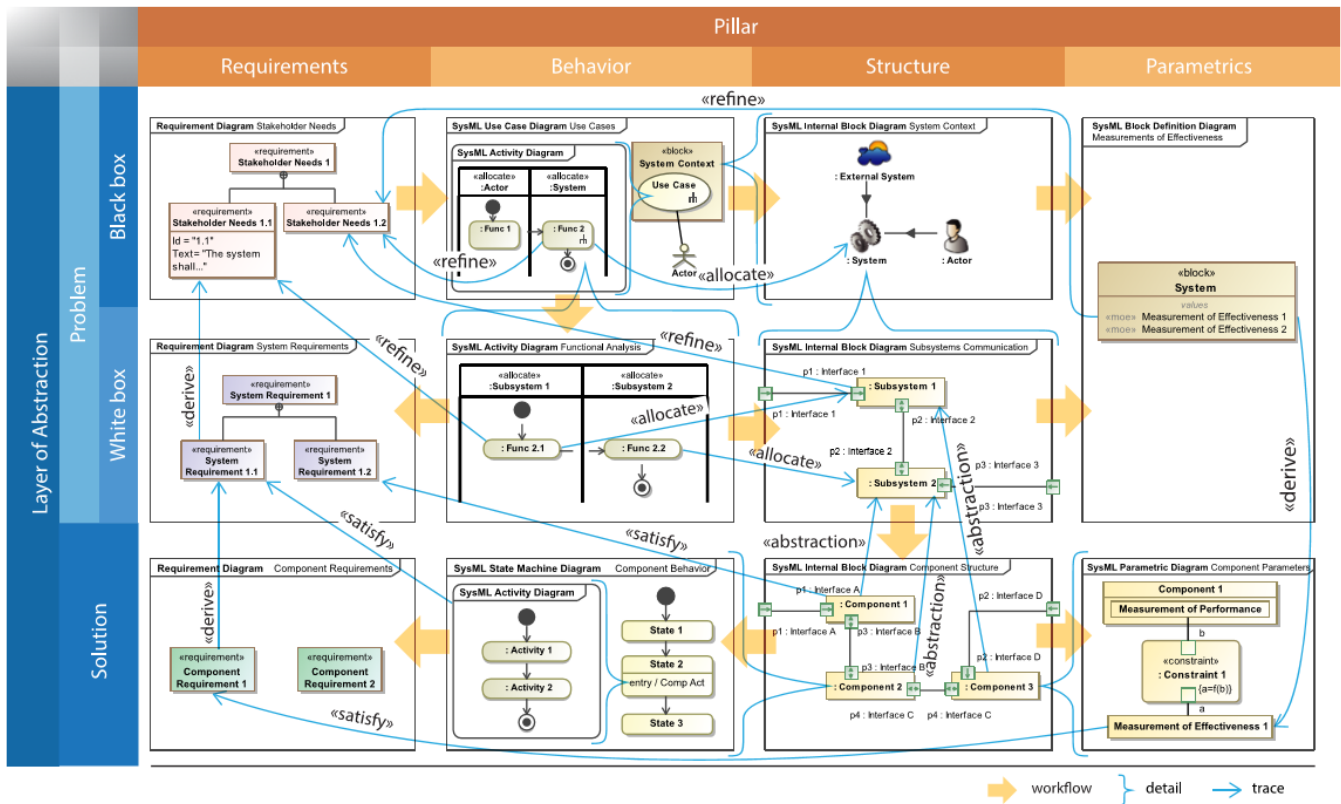 Pillar
Requirements
Behavior
Structure
Parametrics
Layer of Abstraction
Problem
Black box
White box
Solution
«refine»
Requirement Diagram Stakeholder Needs
«requirement»
Stakeholder Needs 1
«requirement»
Stakeholder Needs 1.1
Id = "1.1"
Text= "The system
shall..."
«requirement»
Stakeholder Needs 1.2
SysML Use Case Diagram Use Cases
SysML Activity Diagram
«allocate»
:Actor
«allocate»
:System
: Func 1
: Func 2
«block»
System Context
Use Case
Actor
«refine»
«allocate»
SysML Internal Block Diagram System Context
: External System
: System
: Actor
SysML Block Definition Diagram
Measurements of Effectiveness
«block»
System
values
«moe» Measurement of Effectiveness 1
«moe» Measurement of Effectiveness 2
Requirement Diagram System Requirements
«requirement»
System Requirement 1
«requirement»
System
Requirement 1.1
«requirement»
System
Requirement 1.2
«derive»
«refine»
SysML Activity Diagram Functional Analysis
«allocate»
:Subsystem 1
«allocate»
:Subsystem 2
: Func 2.1
: Func 2.2
«allocate»
«allocate»
«refine»
SysML Internal Block Diagram Subsystems Communication
p1 : Interface 1
: Subsystem 1
p1 : Interface 1
p2 : Interface 2
p2 : Interface 2
p3 : Interface 3
: Subsystem 2
p3 : Interface 3
«abstraction»
«abstraction»
«abstraction»
«derive»
«satisfy»
«satisfy»
Requirement Diagram Component Requirements
«derive»
«requirement»
Component
Requirement 1
«requirement»
Component
Requirement 2
«satisfy»
SysML State Machine Diagram Component Behavior
SysML Activity Diagram
: Activity 1
: Activity 2
State 1
State 2
entry / Comp Act
State 3
SysML Internal Block Diagram Component Structure
p1 : Interface A
: Component 1
p1 : Interface A
p3 : Interface B
p3 : Interface B
p2 : Interface D
p2 : Interface D
: Component 2
: Component 3
p4 : Interface C
p4 : Interface C
SysML Parametric Diagram Component Parameters
Component 1
Measurement of Performance
b
«constraint»
: Constraint 1
{a=f(b)}
a
Measurement of Effectiveness 1
workflow
detail
trace